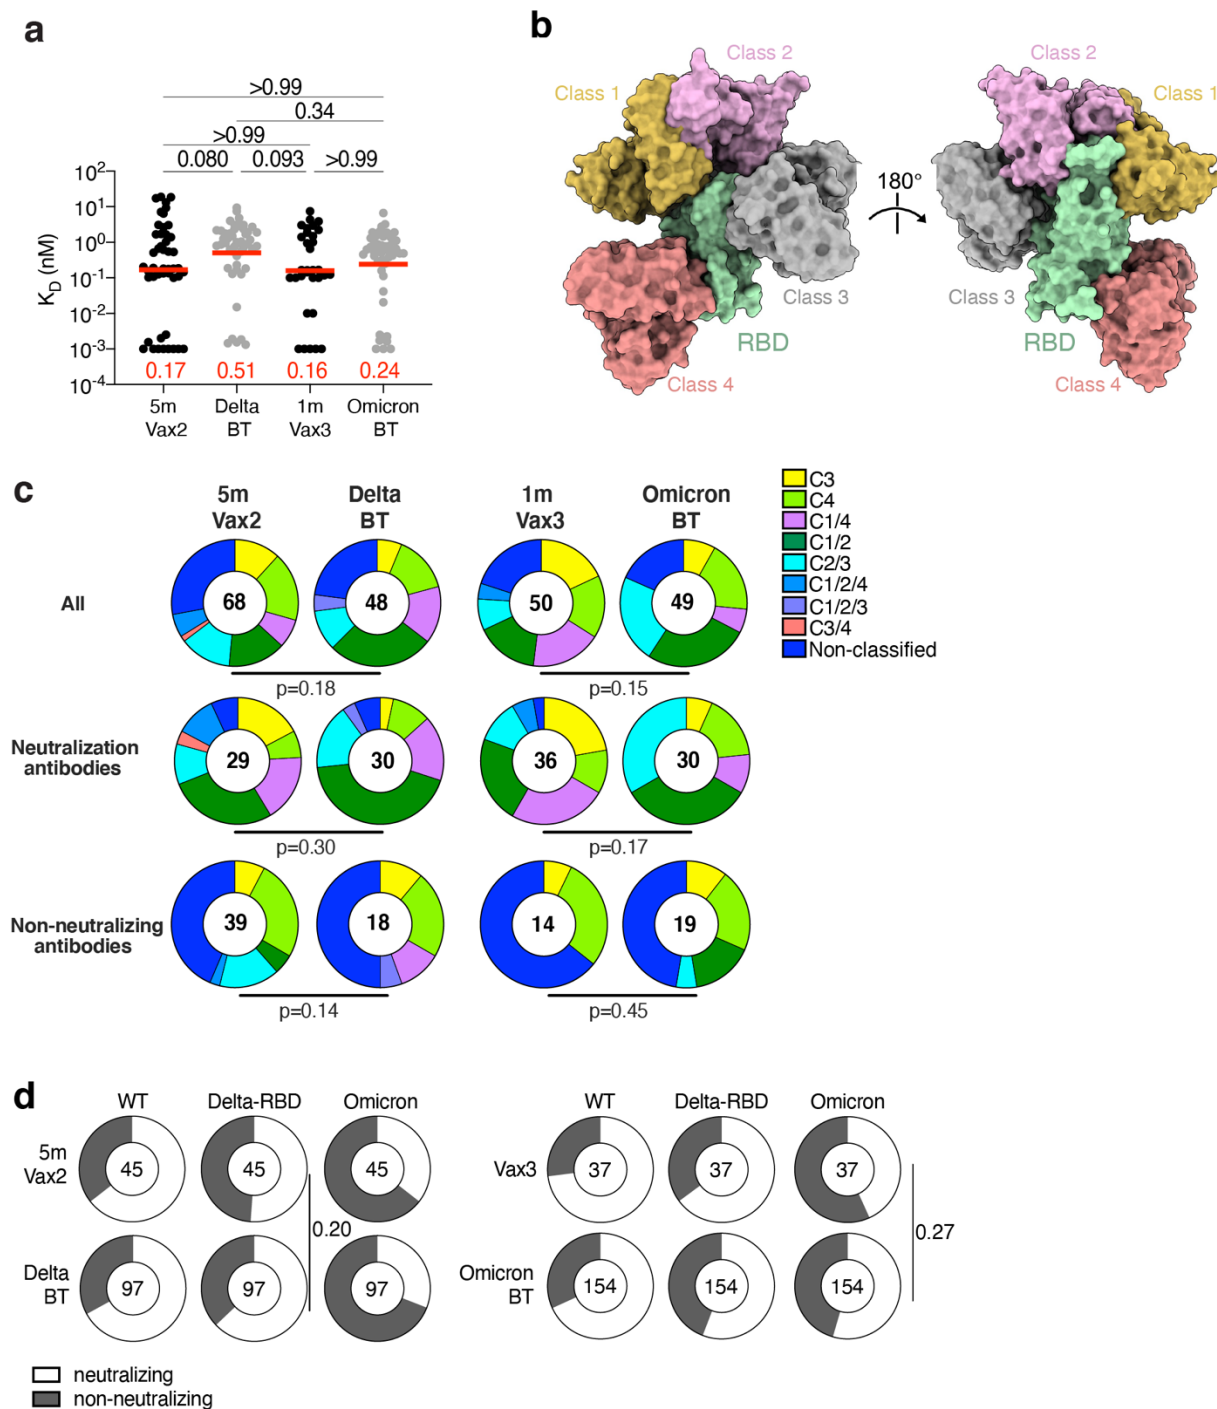 a
>0.99
0.34
>0.99
0.080
0.093
>0.99
10²
10¹
10⁰
10⁻¹
10⁻²
10⁻³
10⁻⁴
K_D (nM)
0.17
0.51
0.16
0.24
5m
Vax2
Delta
BT
1m
Vax3
Omicron
BT
b
Class 2
Class 1
Class 3
RBD
Class 4
180°
Class 2
Class 1
Class 3
RBD
Class 4
c
5m
Vax2
Delta
BT
1m
Vax3
Omicron
BT
C3
C4
C1/4
C1/2
C2/3
C1/2/4
C1/2/3
C3/4
Non-classified
All
68
48
50
49
p=0.18
p=0.15
Neutralization
antibodies
29
30
36
30
p=0.30
p=0.17
Non-neutralizing
antibodies
39
18
14
19
p=0.14
p=0.45
d
WT
Delta-RBD
Omicron
5m
Vax2
45
45
45
0.20
Delta
BT
97
97
97
WT
Delta-RBD
Omicron
Vax3
37
37
37
0.27
Omicron
BT
154
154
154
neutralizing
non-neutralizing